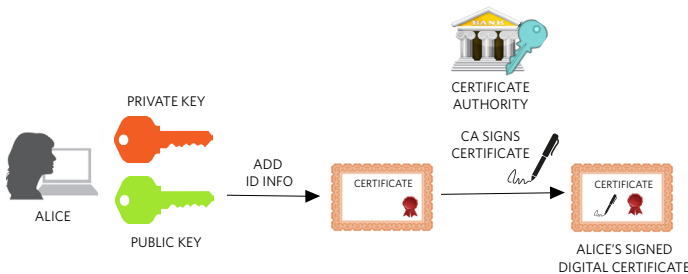 BANK
CERTIFICATE
AUTHORITY
PRIVATE KEY
CA SIGNS
CERTIFICATE
ADD
ID INFO
CERTIFICATE
CERTIFICATE
ALICE
PUBLIC KEY
ALICE'S SIGNED
DIGITAL CERTIFICATE